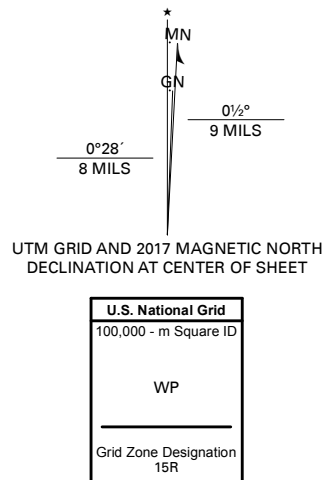 ★
MN
GN
0½°
9 MILS
0°28´
8 MILS
UTM GRID AND 2017 MAGNETIC NORTH
DECLINATION AT CENTER OF SHEET
U.S. National Grid
100,000 - m Square ID
WP
Grid Zone Designation
15R